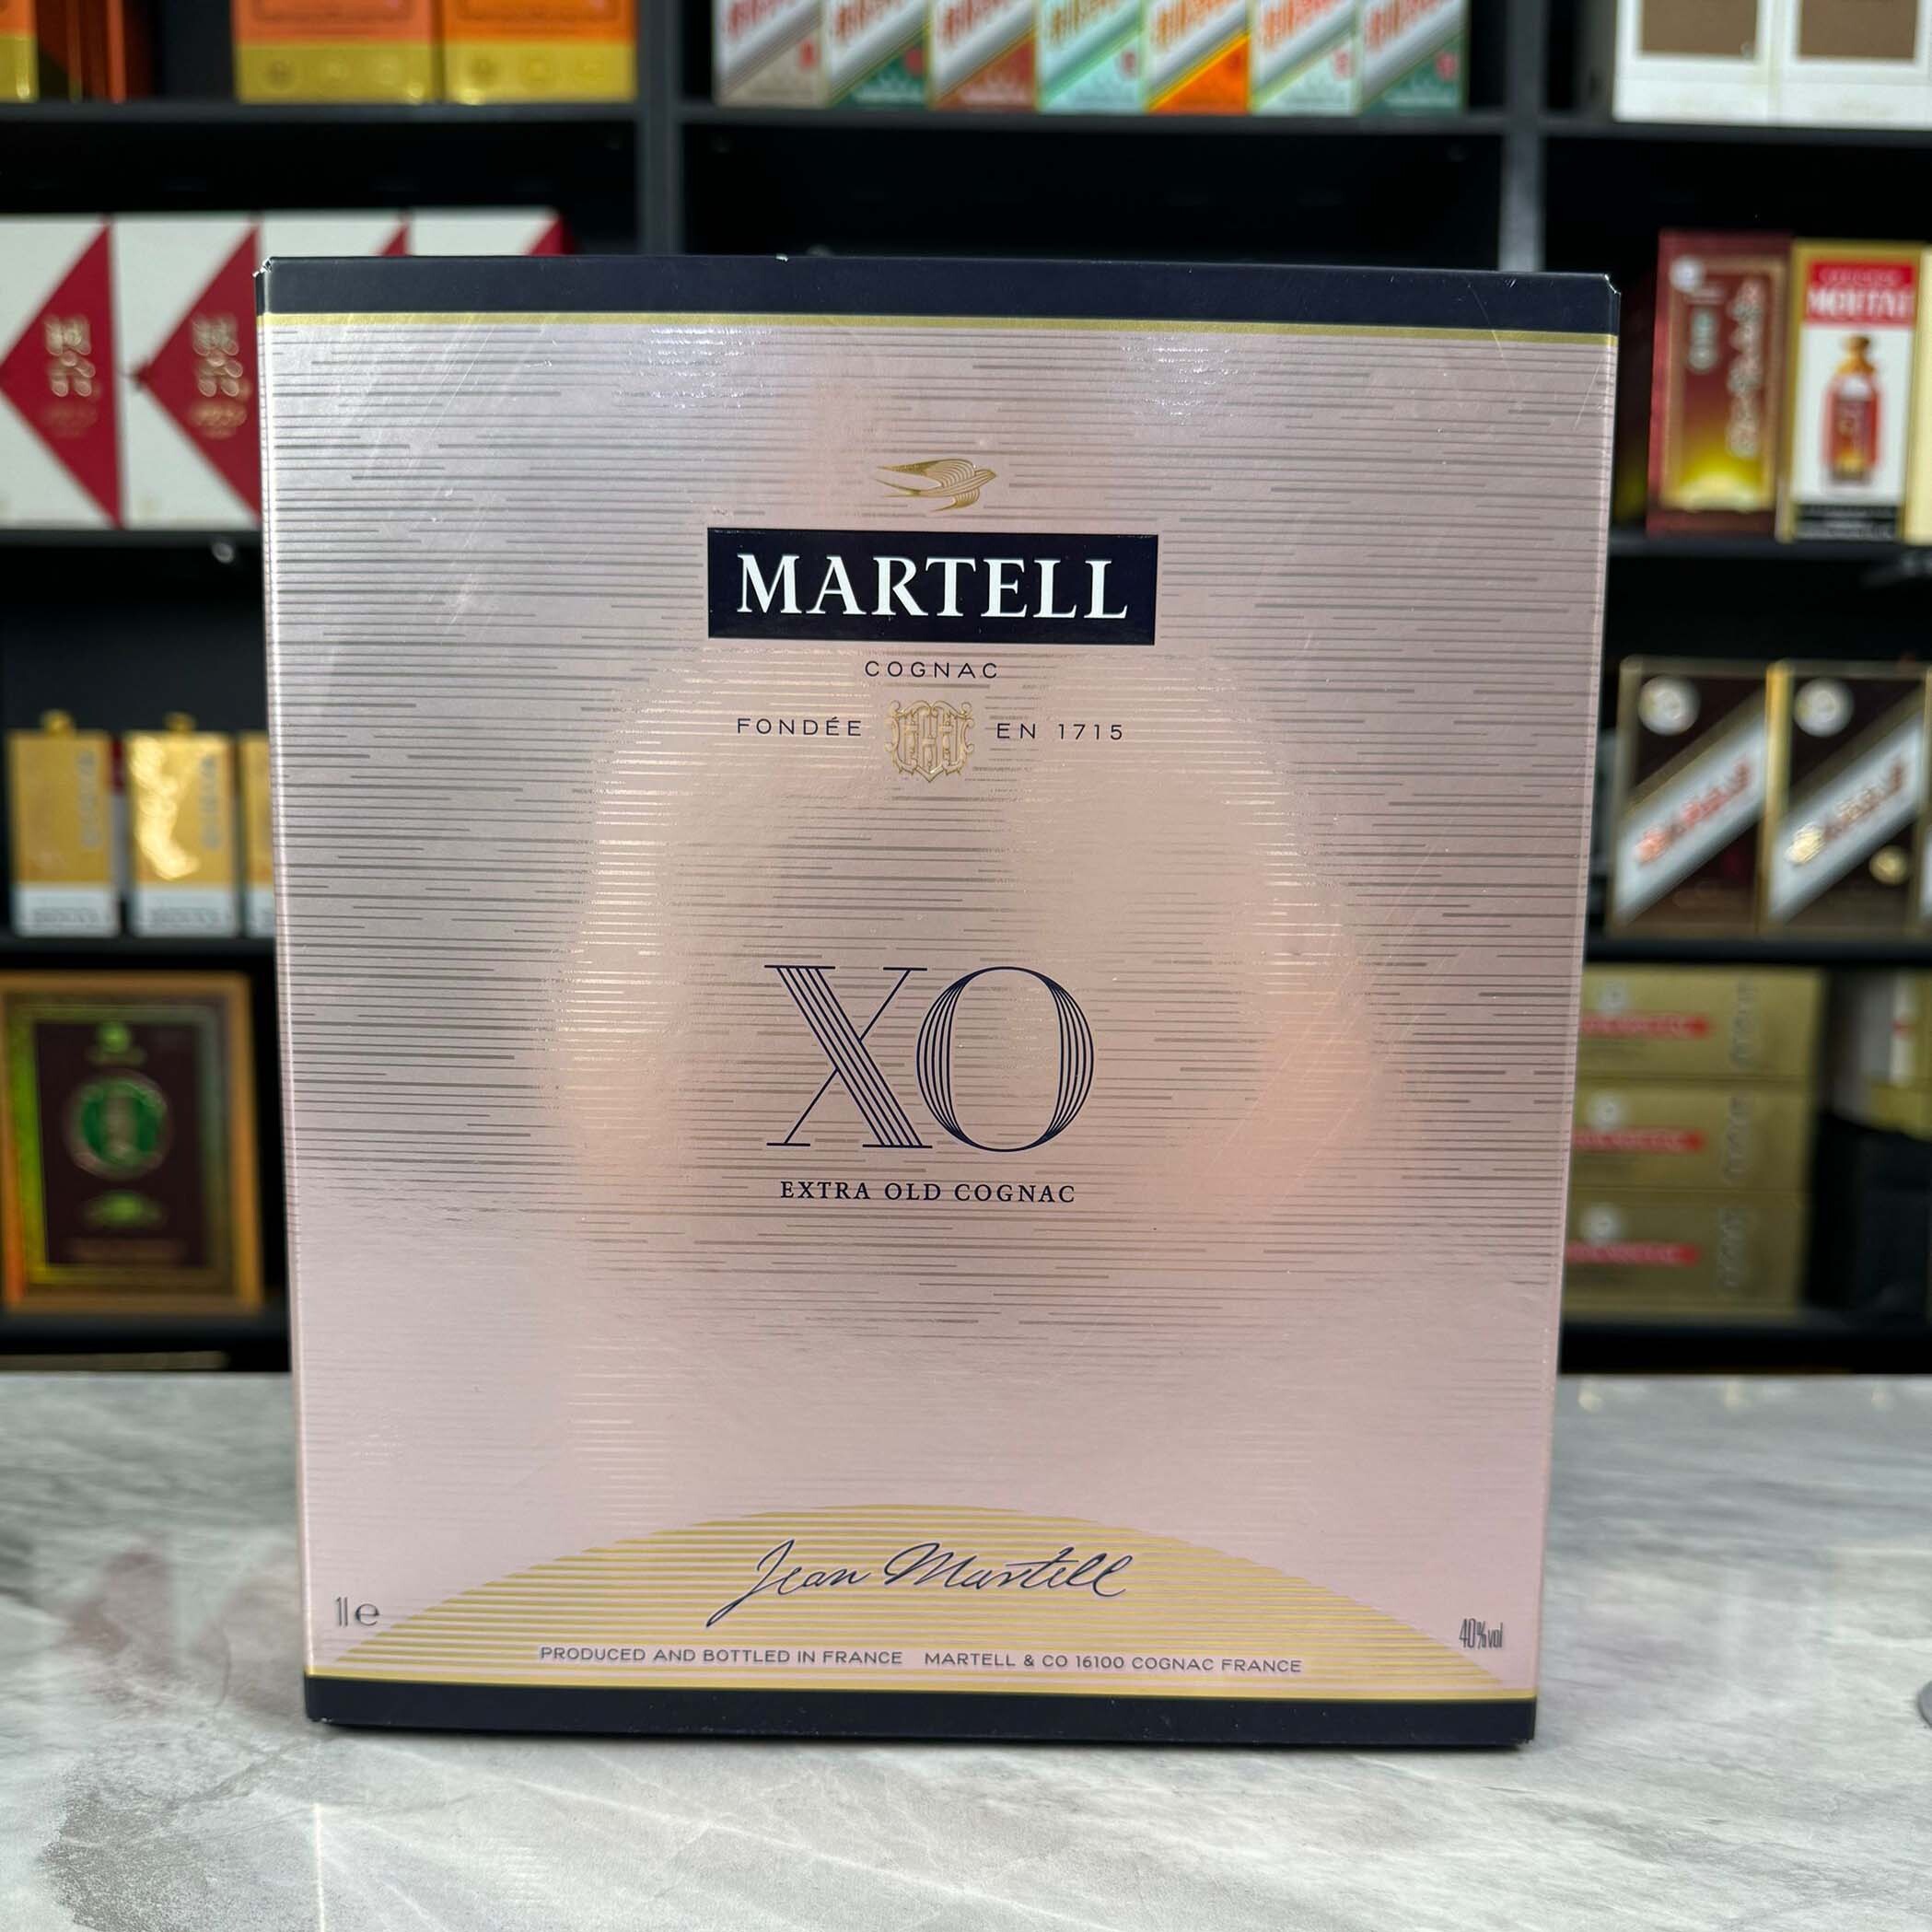 MARTELL
COGNAC
FONDÉE EN 1715
XO
EXTRA OLD COGNAC
Jean Martell
1l e
40%vol
PRODUCED AND BOTTLED IN FRANCE MARTELL & CO 16100 COGNAC FRANCE